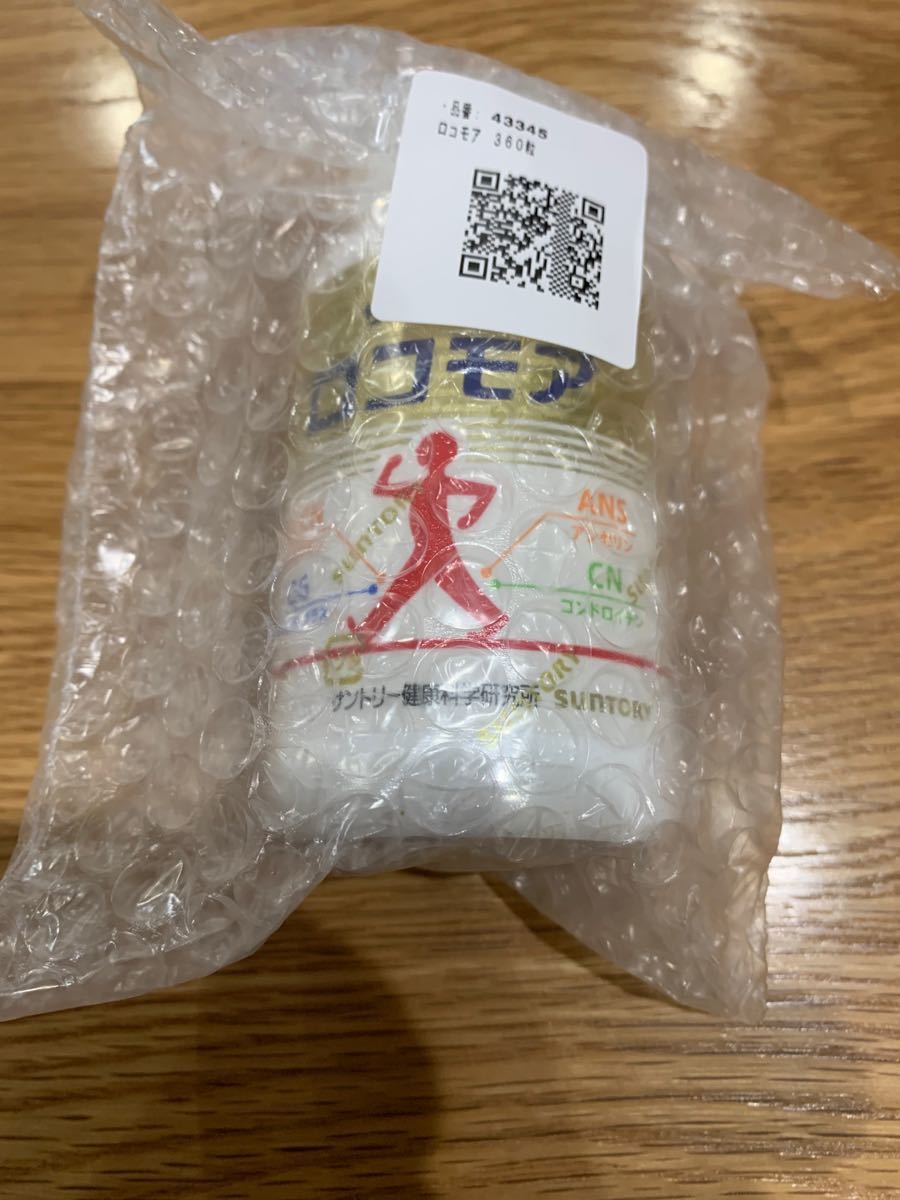 ・品番： 43345
ロコモア 360粒
ロコモア
ANS
アンセリン
CN
コンドロイチン
SUNTORY
サントリー健康科学研究所
SUNTORY